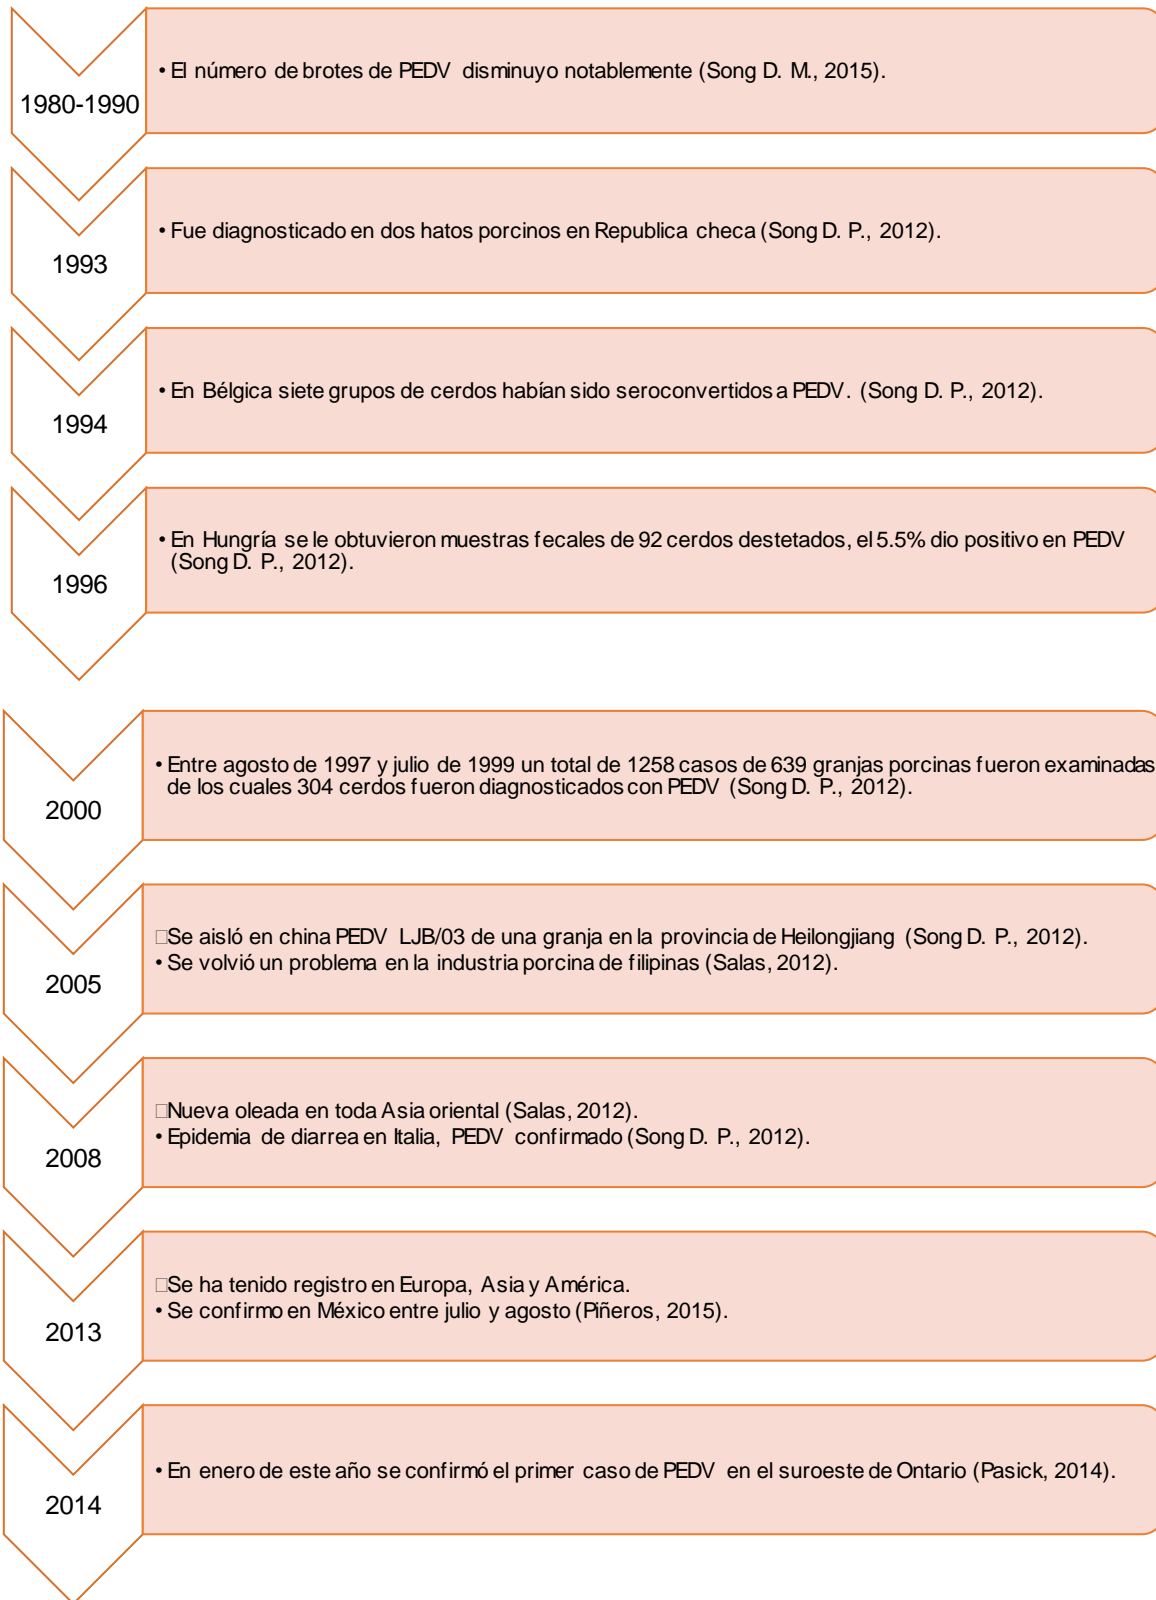 1980-1990
• El número de brotes de PEDV disminuyo notablemente (Song D. M., 2015).
1993
• Fue diagnosticado en dos hatos porcinos en Republica checa (Song D. P., 2012).
1994
• En Bélgica siete grupos de cerdos habían sido seroconvertidos a PEDV. (Song D. P., 2012).
1996
• En Hungría se le obtuvieron muestras fecales de 92 cerdos destetados, el 5.5% dio positivo en PEDV
(Song D. P., 2012).
2000
• Entre agosto de 1997 y julio de 1999 un total de 1258 casos de 639 granjas porcinas fueron examinadas
de los cuales 304 cerdos fueron diagnosticados con PEDV (Song D. P., 2012).
2005
□Se aisló en china PEDV LJB/03 de una granja en la provincia de Heilongjiang (Song D. P., 2012).
• Se volvió un problema en la industria porcina de filipinas (Salas, 2012).
2008
□Nueva oleada en toda Asia oriental (Salas, 2012).
• Epidemia de diarrea en Italia, PEDV confirmado (Song D. P., 2012).
2013
□Se ha tenido registro en Europa, Asia y América.
• Se confirmo en México entre julio y agosto (Piñeros, 2015).
2014
• En enero de este año se confirmó el primer caso de PEDV en el suroeste de Ontario (Pasick, 2014).